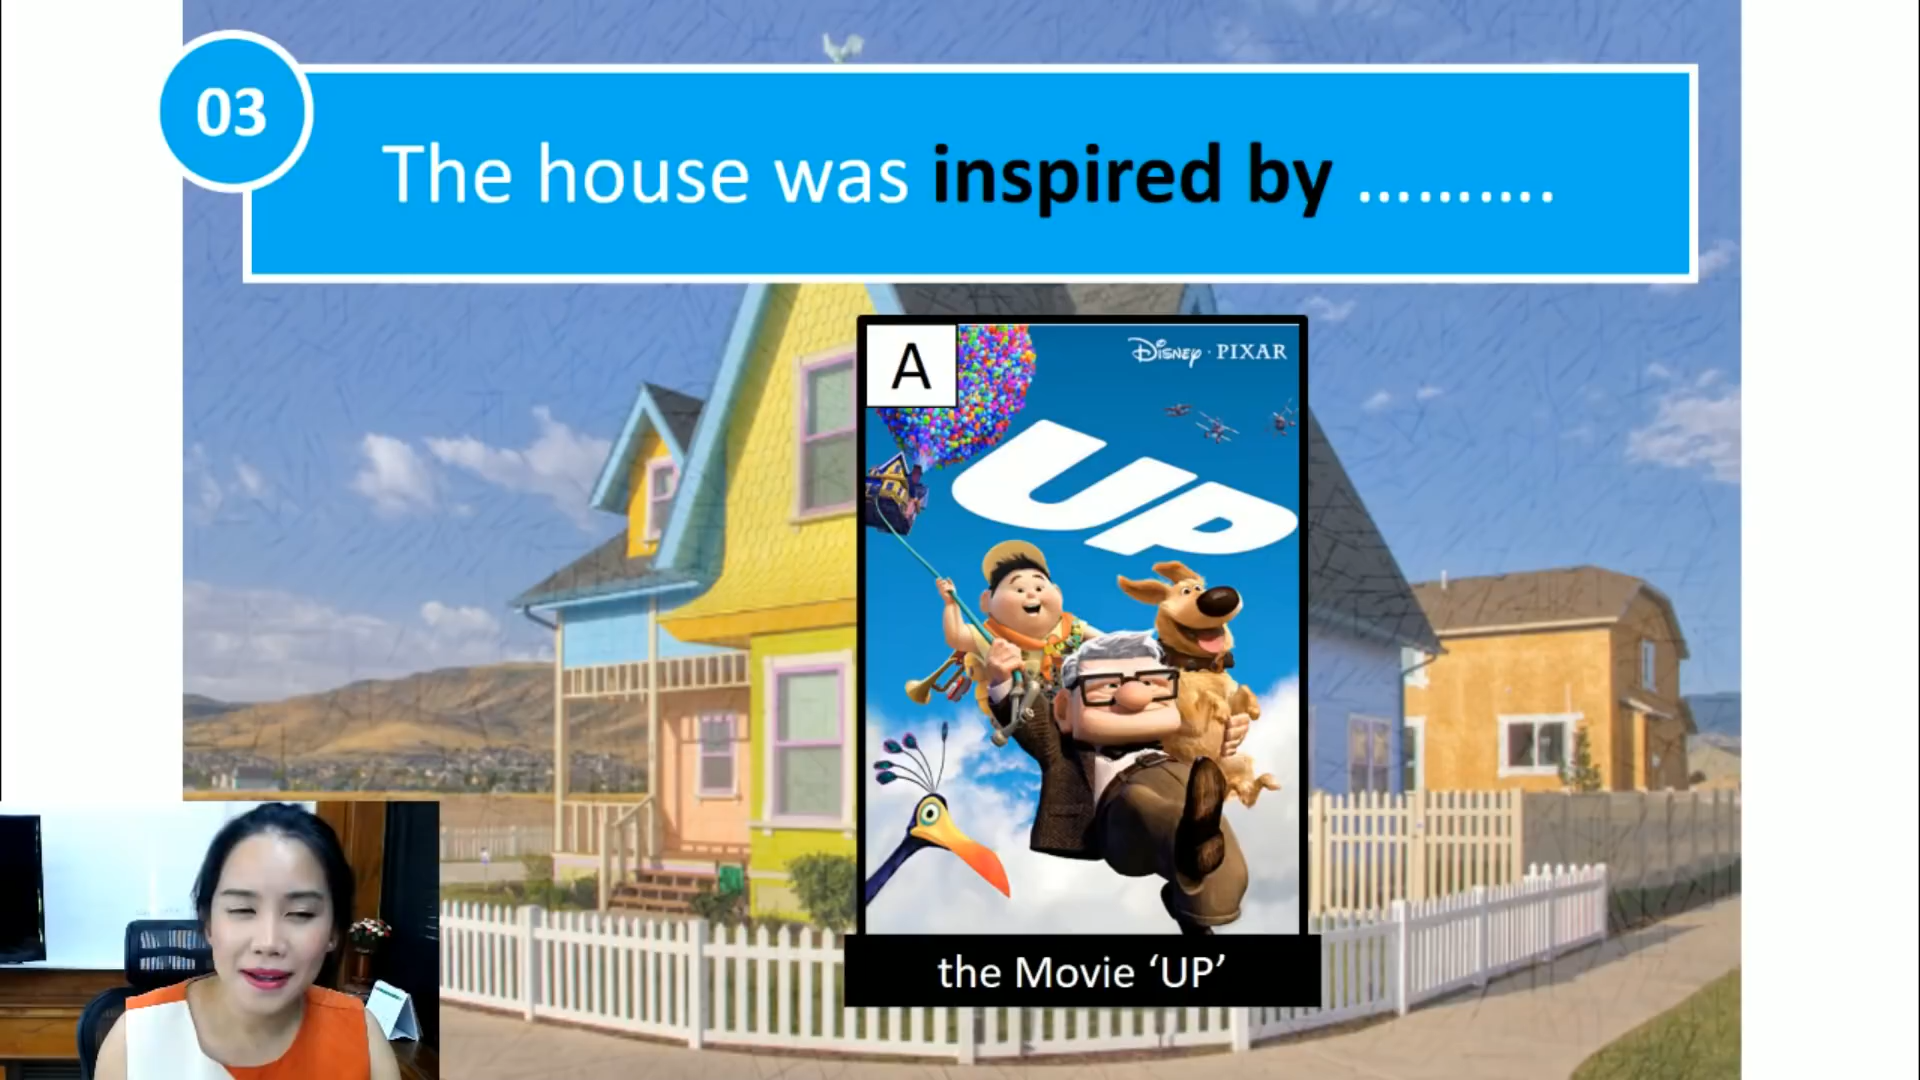 03
The house was inspired by ..........
A
Disney · PIXAR
UP
the Movie ‘UP’